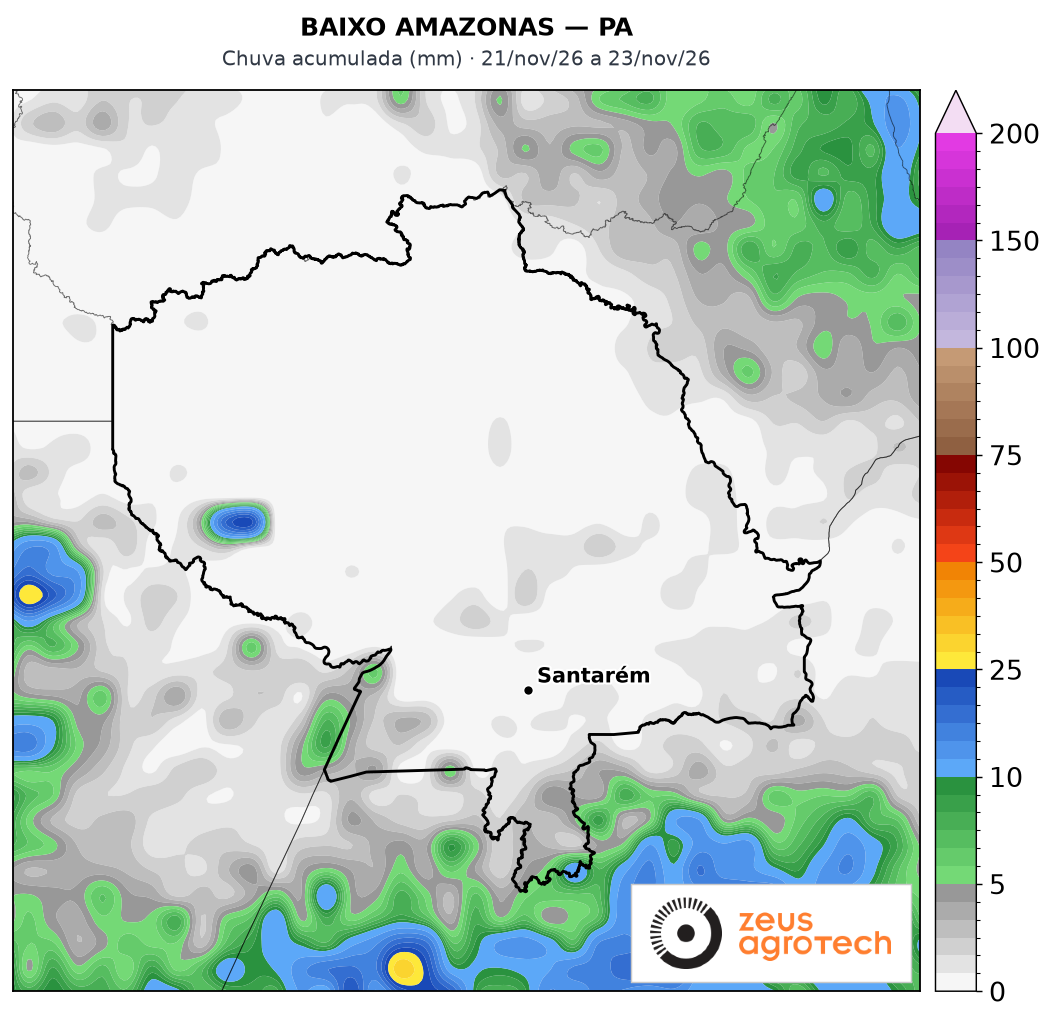 BAIXO AMAZONAS — PA
Chuva acumulada (mm) · 21/nov/26 a 23/nov/26
200
150
100
75
50
25
10
5
0
Santarém
zeus
agrotech